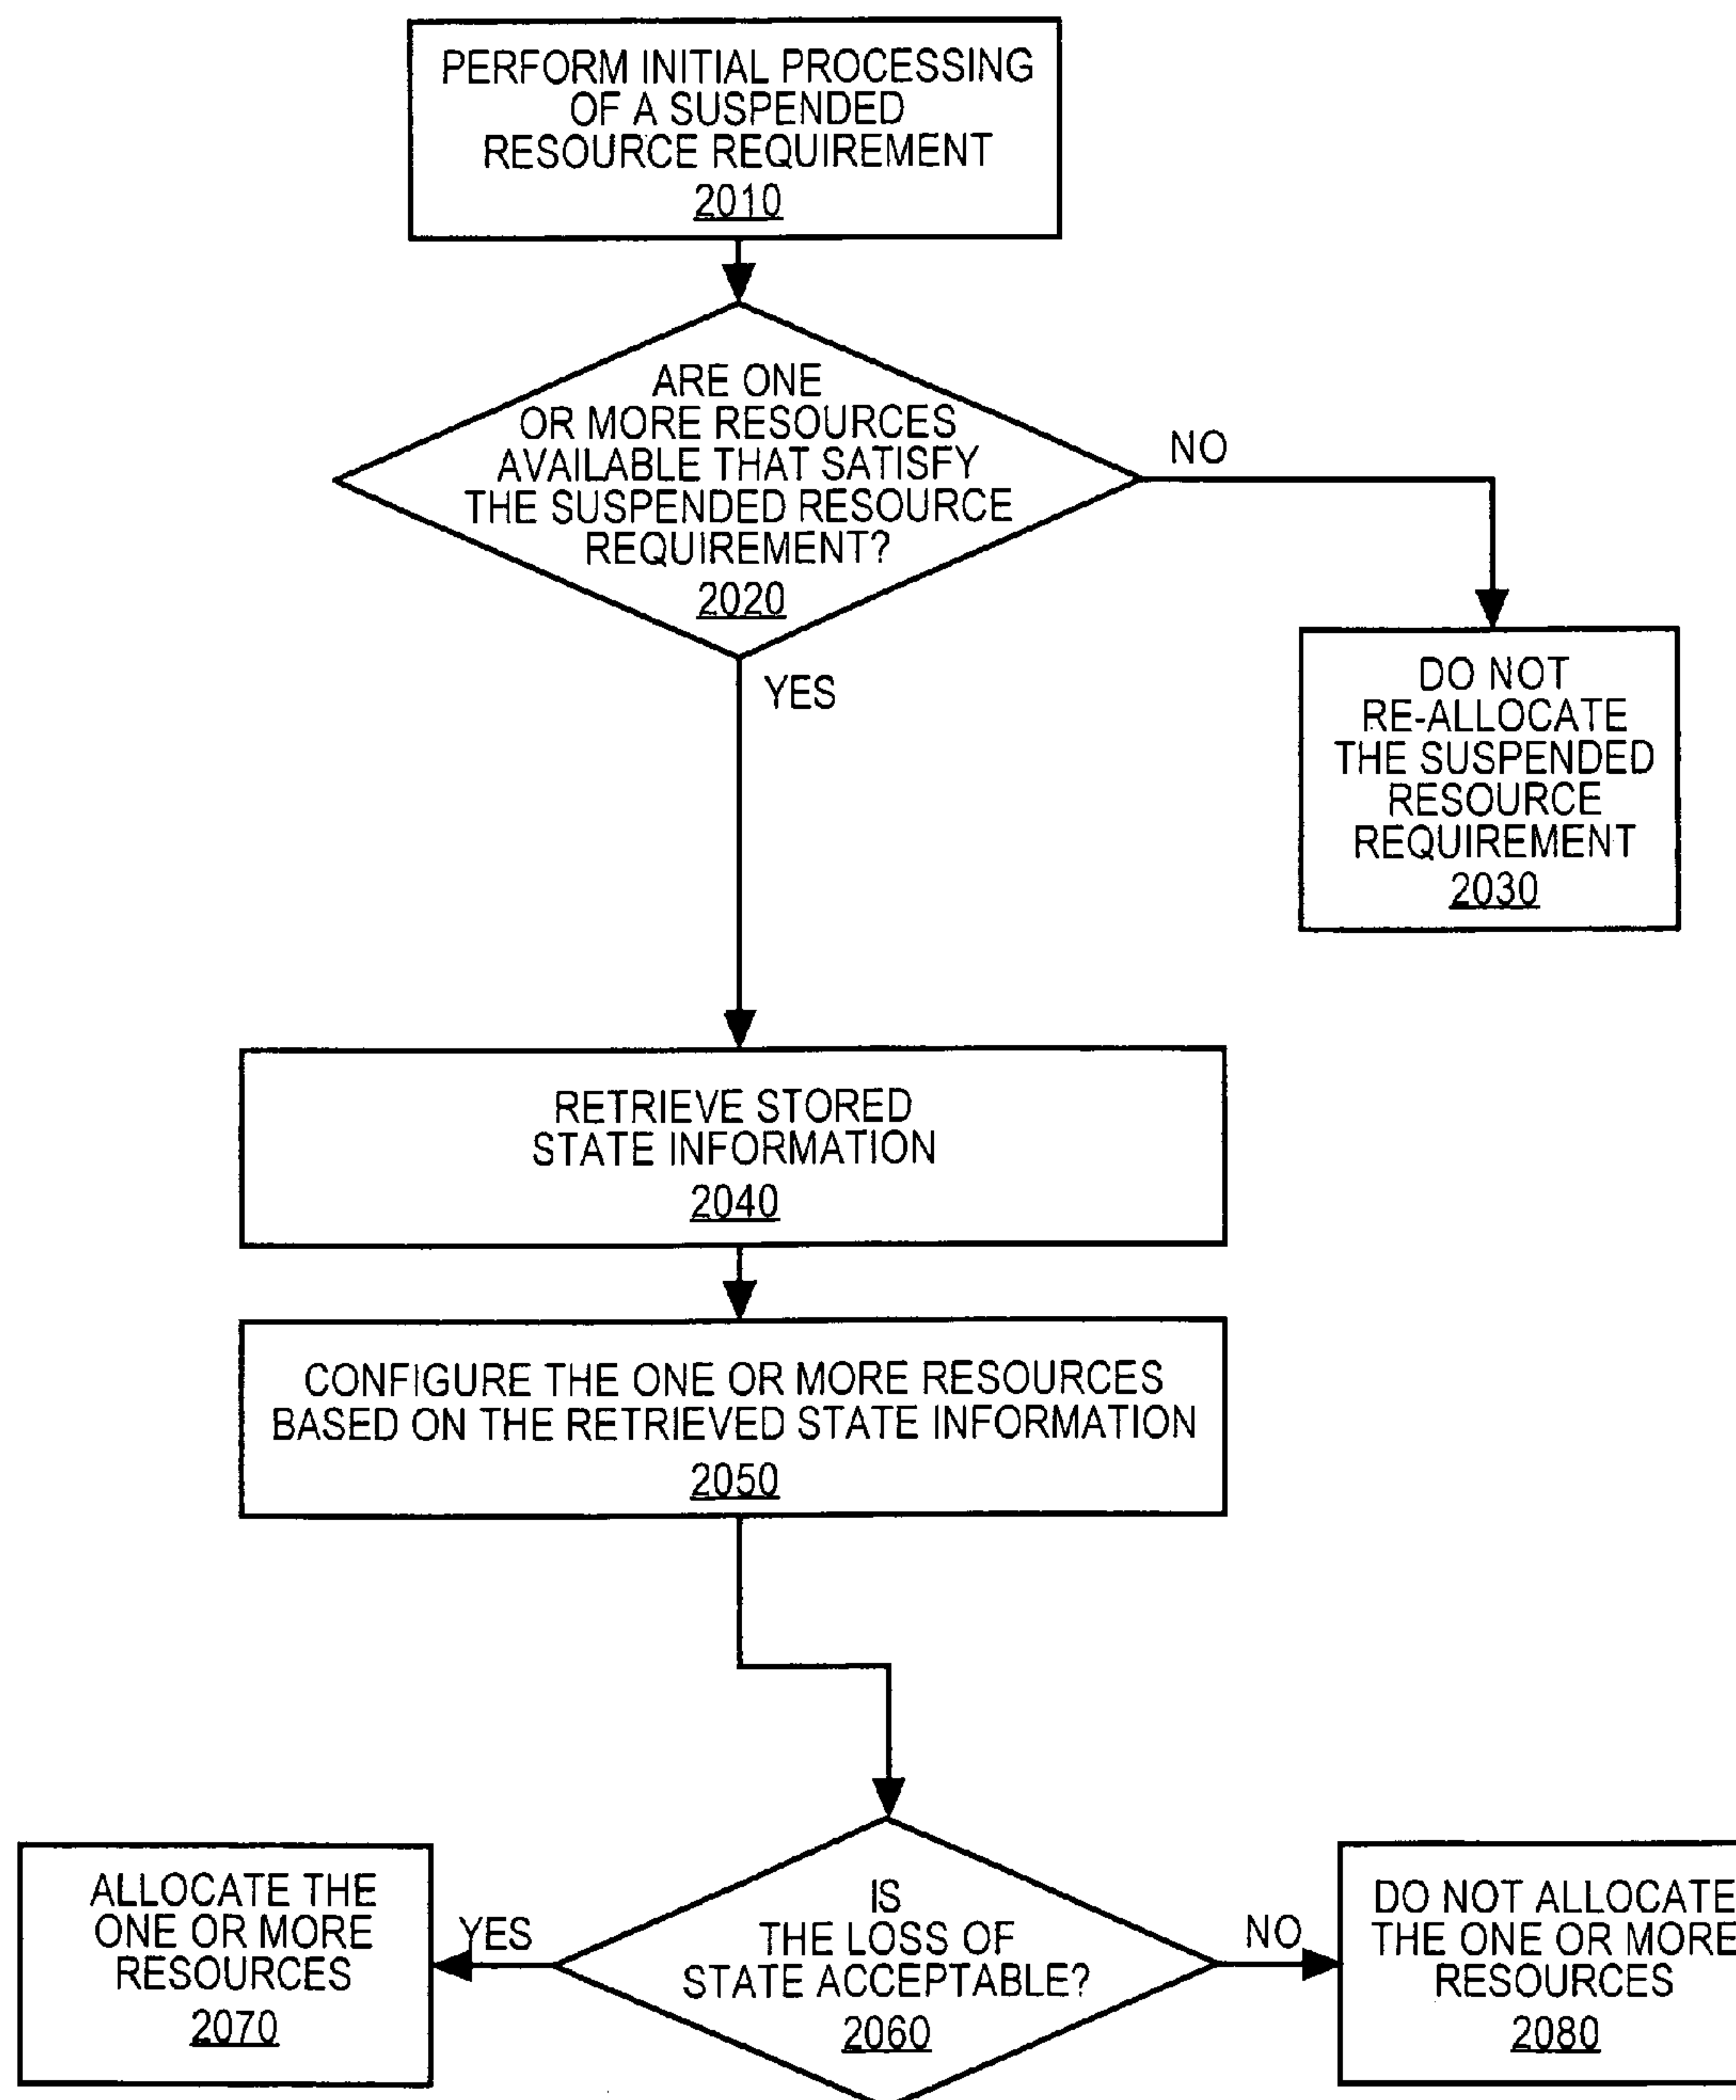 PERFORM INITIAL PROCESSING
OF A SUSPENDED
RESOURCE REQUIREMENT
2010
ARE ONE
OR MORE RESOURCES
AVAILABLE THAT SATISFY
THE SUSPENDED RESOURCE
REQUIREMENT?
2020
NO
YES
DO NOT
RE-ALLOCATE
THE SUSPENDED
RESOURCE
REQUIREMENT
2030
RETRIEVE STORED
STATE INFORMATION
2040
CONFIGURE THE ONE OR MORE RESOURCES
BASED ON THE RETRIEVED STATE INFORMATION
2050
ALLOCATE THE
ONE OR MORE
RESOURCES
2070
YES
IS
THE LOSS OF
STATE ACCEPTABLE?
2060
NO
DO NOT ALLOCATE
THE ONE OR MORE
RESOURCES
2080